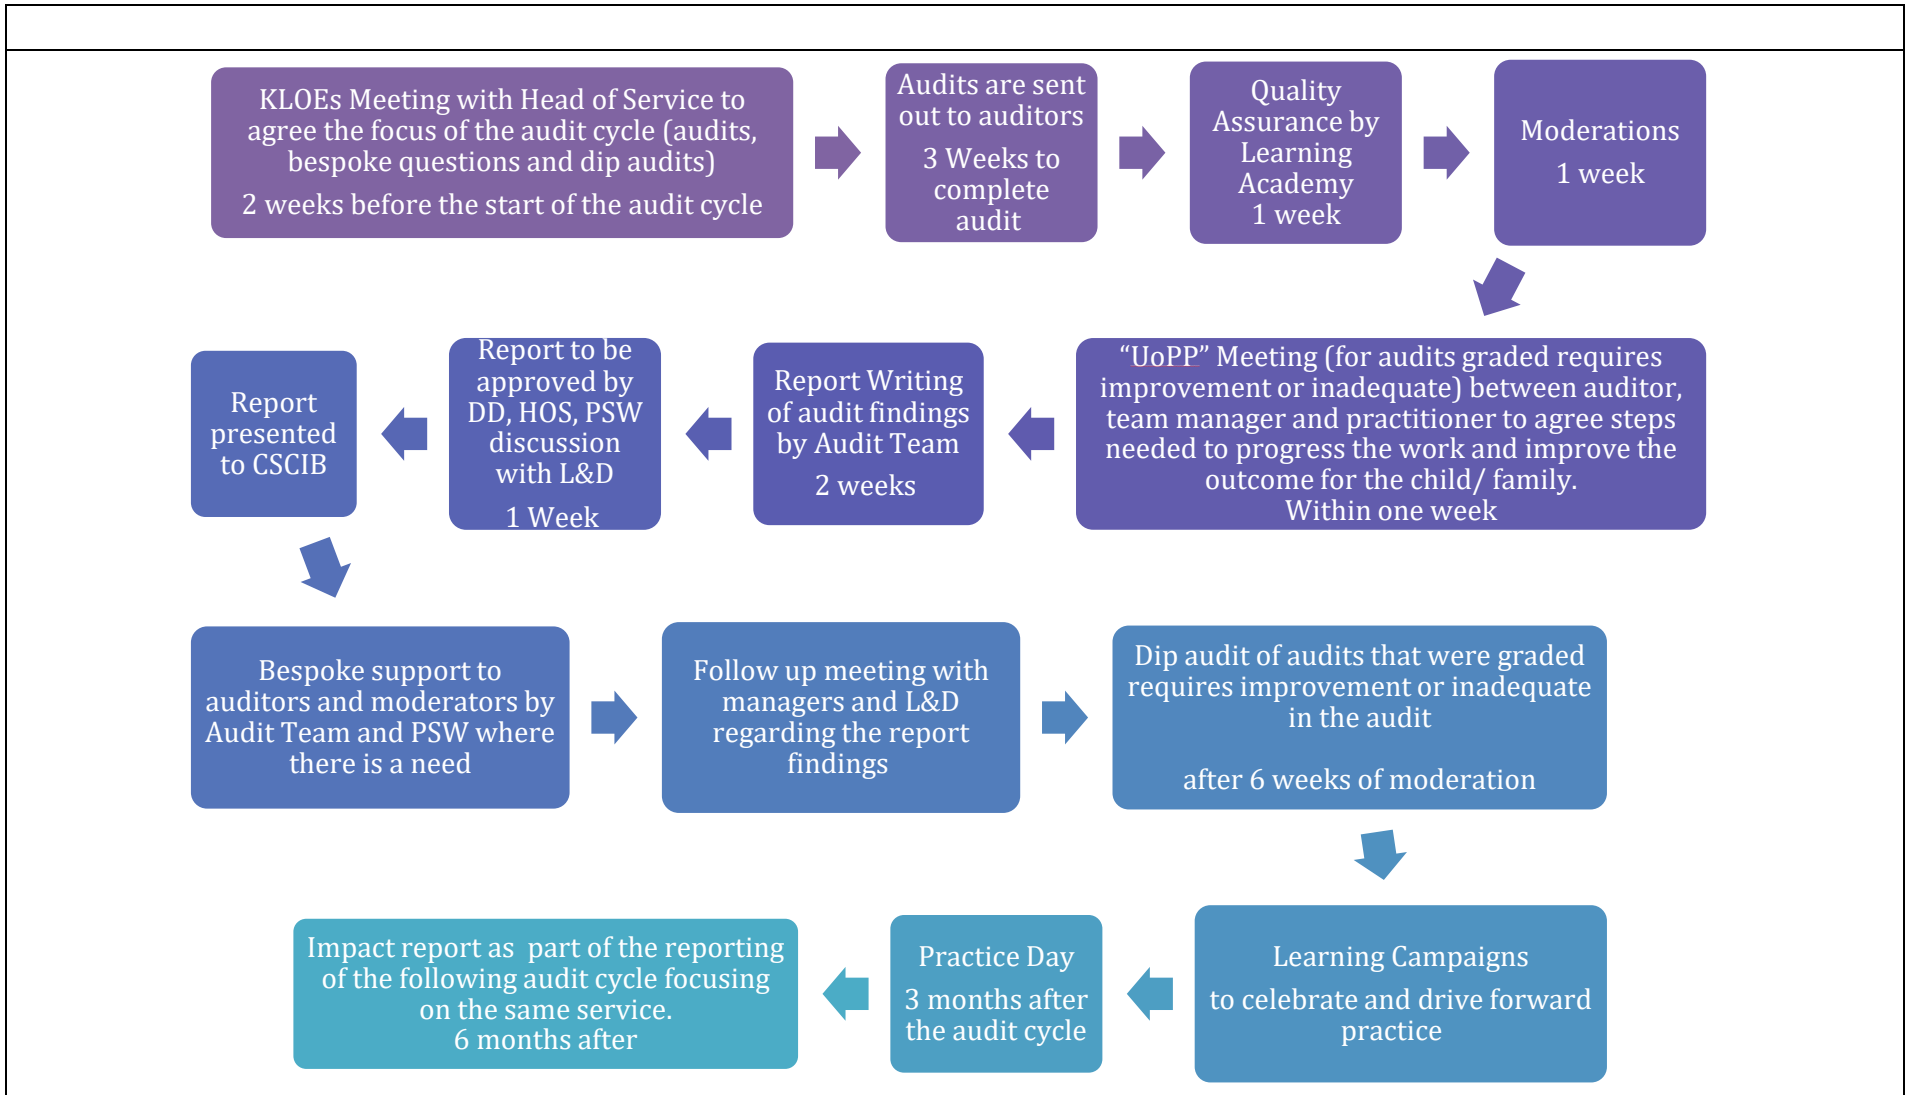 KLOEs Meeting with Head of Service to
agree the focus of the audit cycle (audits,
bespoke questions and dip audits)
2 weeks before the start of the audit cycle
Audits are sent
out to auditors
3 Weeks to
complete
audit
Quality
Assurance by
Learning
Academy
1 week
Moderations
1 week
“UoPP” Meeting (for audits graded requires
improvement or inadequate) between auditor,
team manager and practitioner to agree steps
needed to progress the work and improve the
outcome for the child/ family.
Within one week
Report Writing
of audit findings
by Audit Team
2 weeks
Report to be
approved by
DD, HOS, PSW
discussion
with L&D
1 Week
Report
presented
to CSCIB
Bespoke support to
auditors and moderators by
Audit Team and PSW where
there is a need
Follow up meeting with
managers and L&D
regarding the report
findings
Dip audit of audits that were graded
requires improvement or inadequate
in the audit
after 6 weeks of moderation
Learning Campaigns
to celebrate and drive forward
practice
Practice Day
3 months after
the audit cycle
Impact report as  part of the reporting
of the following audit cycle focusing
on the same service.
6 months after